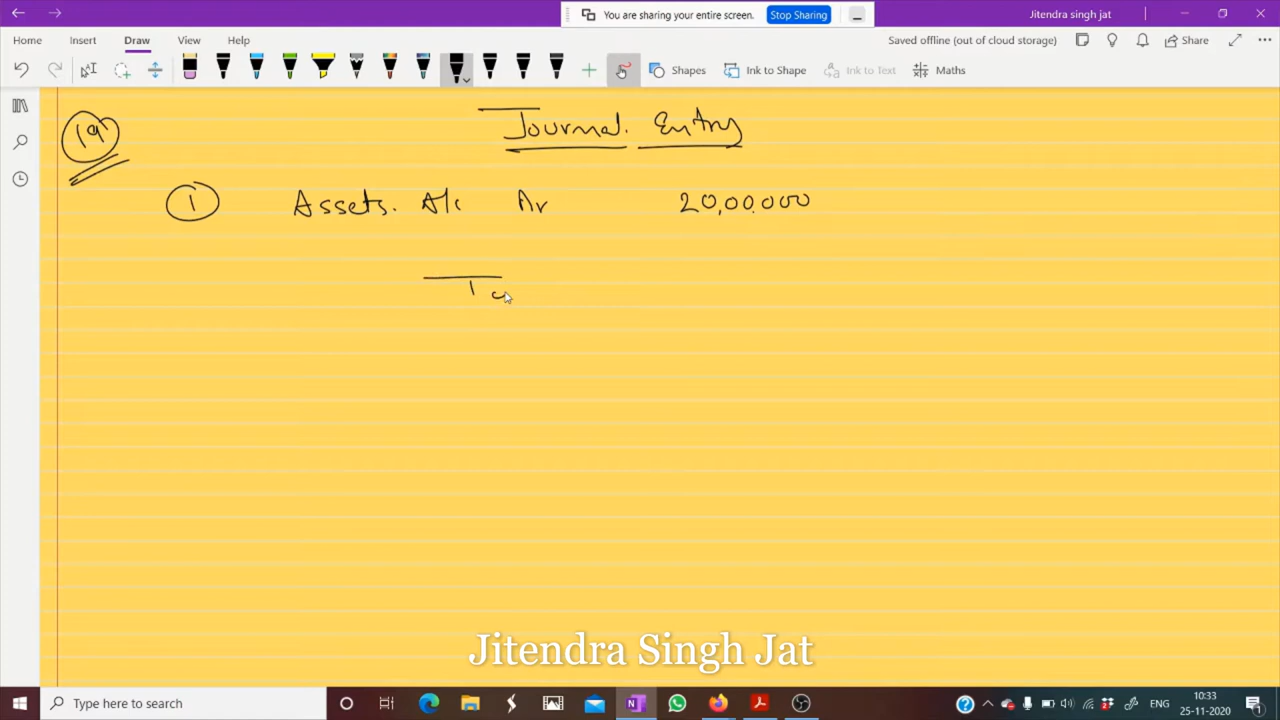 You are sharing your entire screen. Stop Sharing
Jitendra singh jat
Home Insert Draw View Help
Saved offline (out of cloud storage) Share
Shapes Ink to Shape Ink to Text Maths
19
Journal. Entry
1 Assets. A/c Dr 20,00,000
To
Jitendra Singh Jat
Type here to search
ENG
10:33
25-11-2020